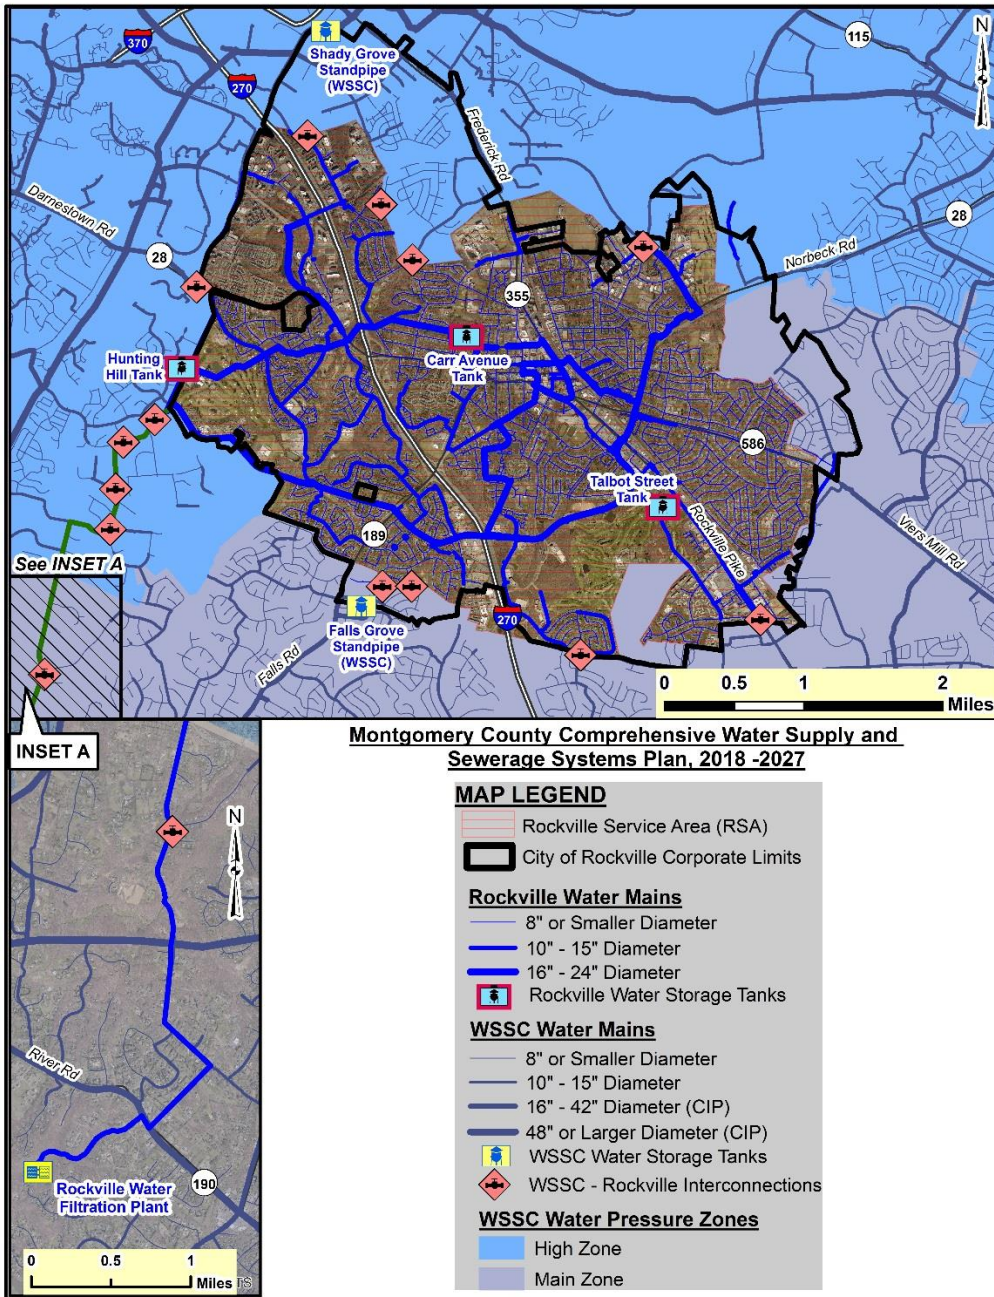 370
270
Shady Grove
Standpipe
(WSSC)
115
N
Frederick Rd
Darnestown Rd
28
28
Norbeck Rd
355
Hunting
Hill Tank
Carr Avenue
Tank
586
Talbot Street
Tank
Rockville Pike
Viers Mill Rd
189
See INSET A
Falls Grove
Standpipe
(WSSC)
Falls Rd
270
0 0.5 1 2
Miles
INSET A
Montgomery County Comprehensive Water Supply and
Sewerage Systems Plan, 2018 -2027
MAP LEGEND
Rockville Service Area (RSA)
City of Rockville Corporate Limits
Rockville Water Mains
8" or Smaller Diameter
10" - 15" Diameter
16" - 24" Diameter
Rockville Water Storage Tanks
WSSC Water Mains
8" or Smaller Diameter
10" - 15" Diameter
16" - 42" Diameter (CIP)
48" or Larger Diameter (CIP)
WSSC Water Storage Tanks
WSSC - Rockville Interconnections
WSSC Water Pressure Zones
High Zone
Main Zone
N
River Rd
190
Rockville Water
Filtration Plant
0 0.5 1
Miles